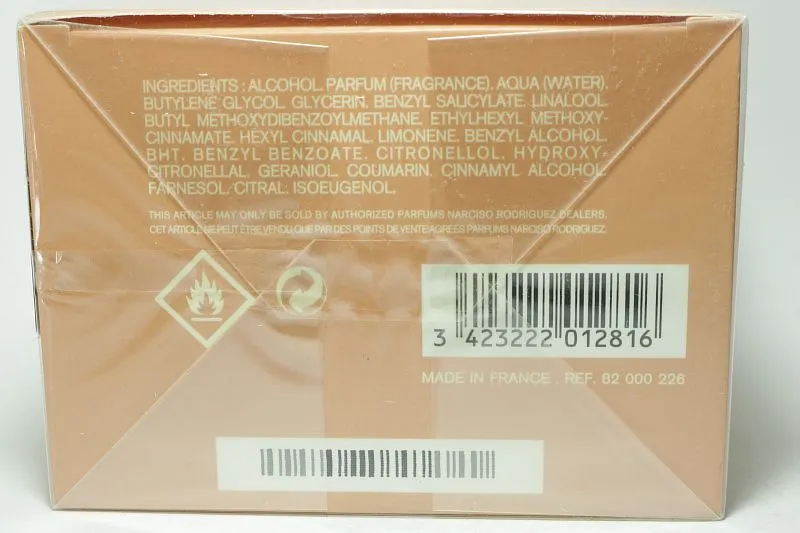 INGREDIENTS : ALCOHOL. PARFUM (FRAGRANCE). AQUA (WATER).
BUTYLENE GLYCOL. GLYCERIN. BENZYL SALICYLATE. LINALOOL.
BUTYL METHOXYDIBENZOYLMETHANE. ETHYLHEXYL METHOXY-
CINNAMATE. HEXYL CINNAMAL. LIMONENE. BENZYL ALCOHOL.
BHT. BENZYL BENZOATE. CITRONELLOL. HYDROXY-
CITRONELLAL. GERANIOL. COUMARIN. CINNAMYL ALCOHOL.
FARNESOL. CITRAL. ISOEUGENOL.
THIS ARTICLE MAY ONLY BE SOLD BY AUTHORIZED PARFUMS NARCISO RODRIGUEZ DEALERS.
CET ARTICLE NE PEUT ÊTRE VENDU QUE PAR DES POINTS DE VENTE AGRÉÉS PARFUMS NARCISO RODRIGUEZ.
3 423222 012816
MADE IN FRANCE . REF. 82 000 226